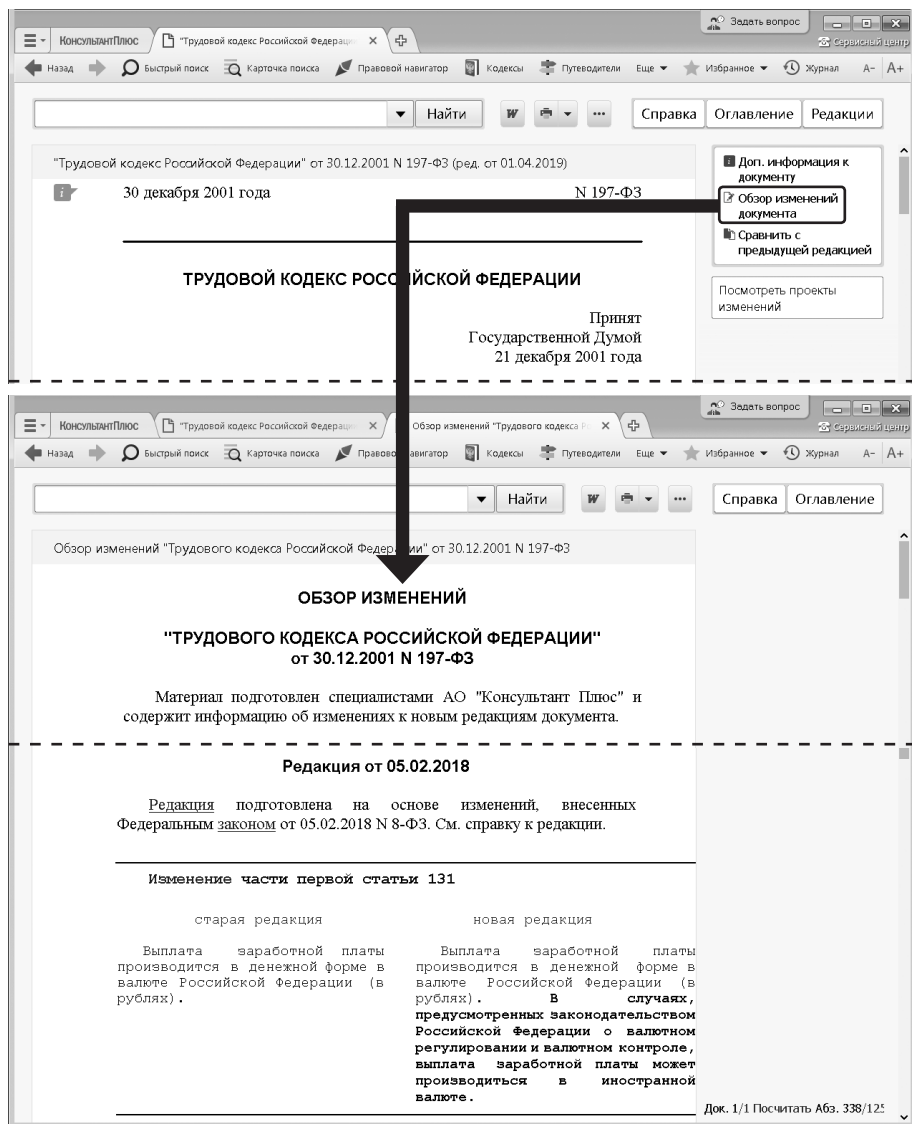 Задать вопрос
КонсультантПлюс "Трудовой кодекс Российской Федерац
Сервисный центр
Назад Быстрый поиск Карточка поиска Правовой навигатор Кодексы Путеводители Еще Избранное Журнал A- A+
Найти W ... Справка Оглавление Редакции
"Трудовой кодекс Российской Федерации" от 30.12.2001 N 197-ФЗ (ред. от 01.04.2019)
i Доп. информация к
документу
i 30 декабря 2001 года N 197-ФЗ
Обзор изменений
документа
Сравнить с
предыдущей редакцией
ТРУДОВОЙ КОДЕКС РОССИЙСКОЙ ФЕДЕРАЦИИ
Посмотреть проекты
изменений
Принят
Государственной Думой
21 декабря 2001 года
Задать вопрос
КонсультантПлюс "Трудовой кодекс Российской Федерац Обзор изменений "Трудового кодекса
Сервисный центр
Назад Быстрый поиск Карточка поиска Правовой навигатор Кодексы Путеводители Еще Избранное Журнал A- A+
Найти W ... Справка Оглавление
Обзор изменений "Трудового кодекса Российской Федерации" от 30.12.2001 N 197-ФЗ
ОБЗОР ИЗМЕНЕНИЙ
"ТРУДОВОГО КОДЕКСА РОССИЙСКОЙ ФЕДЕРАЦИИ"
от 30.12.2001 N 197-ФЗ
Материал подготовлен специалистами АО "Консультант Плюс" и
содержит информацию об изменениях к новым редакциям документа.
Редакция от 05.02.2018
Редакция подготовлена на основе изменений, внесенных
Федеральным законом от 05.02.2018 N 8-ФЗ. См. справку к редакции.
Изменение части первой статьи 131
старая редакция
Выплата заработной платы
производится в денежной форме в
валюте Российской Федерации (в
рублях).
новая редакция
Выплата заработной платы
производится в денежной форме в
валюте Российской Федерации (в
рублях). В случаях,
предусмотренных законодательством
Российской Федерации о валютном
регулировании и валютном контроле,
выплата заработной платы может
производиться в иностранной
валюте.
Док. 1/1 Посчитать Абз. 338/125